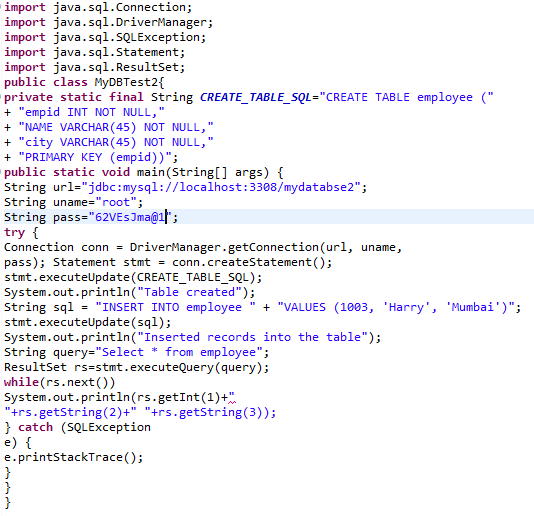 import java.sql.Connection;
import java.sql.DriverManager;
import java.sql.SQLException;
import java.sql.Statement;
import java.sql.ResultSet;
public class MyDBTest2{
private static final String CREATE_TABLE_SQL="CREATE TABLE employee ("
+ "empid INT NOT NULL,"
+ "NAME VARCHAR(45) NOT NULL,"
+ "city VARCHAR(45) NOT NULL,"
+ "PRIMARY KEY (empid))";
public static void main(String[] args) {
String url="jdbc:mysql://localhost:3308/mydatabse2";
String uname="root";
String pass="62VEsJma@1";
try {
Connection conn = DriverManager.getConnection(url, uname,
pass); Statement stmt = conn.createStatement();
stmt.executeUpdate(CREATE_TABLE_SQL);
System.out.println("Table created");
String sql = "INSERT INTO employee " + "VALUES (1003, 'Harry', 'Mumbai')";
stmt.executeUpdate(sql);
System.out.println("Inserted records into the table");
String query="Select * from employee";
ResultSet rs=stmt.executeQuery(query);
while(rs.next())
System.out.println(rs.getInt(1)+"
"+rs.getString(2)+" "+rs.getString(3));
} catch (SQLException
e) {
e.printStackTrace();
}
}
}